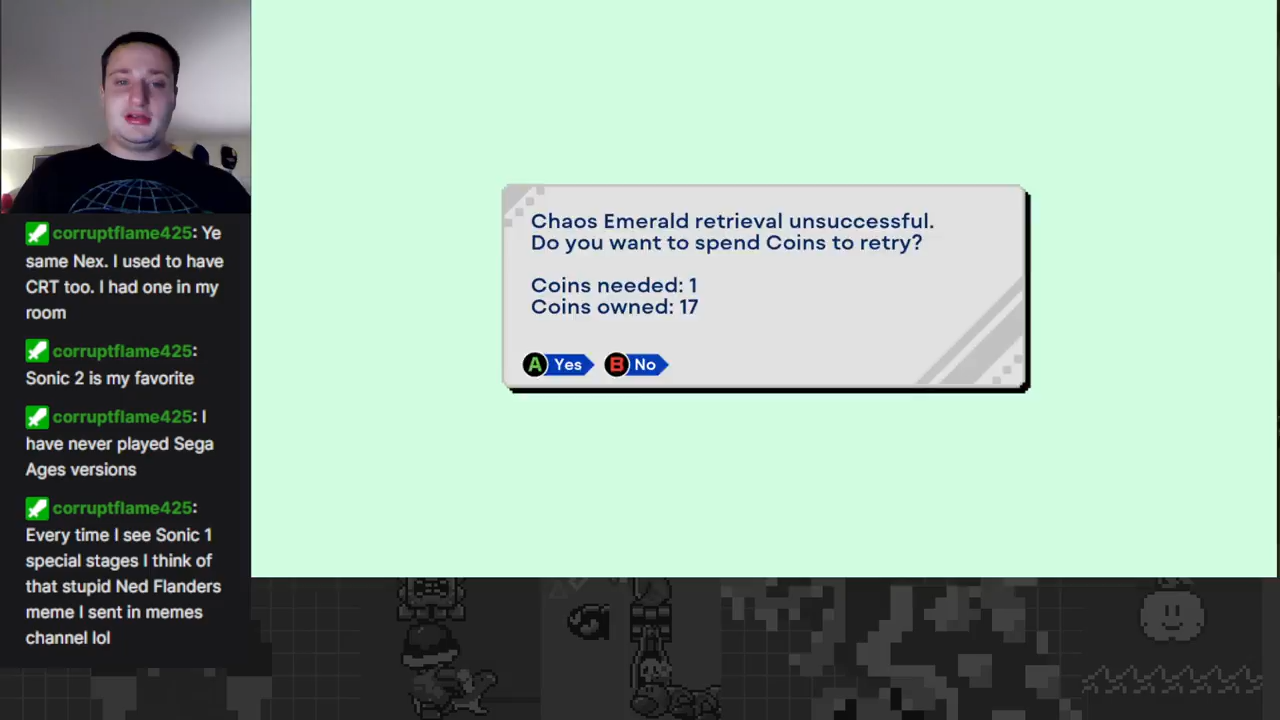 corruptflame425: Ye
same Nex. I used to have
CRT too. I had one in my
room
corruptflame425:
Sonic 2 is my favorite
corruptflame425: I
have never played Sega
Ages versions
corruptflame425:
Every time I see Sonic 1
special stages I think of
that stupid Ned Flanders
meme I sent in memes
channel lol
Chaos Emerald retrieval unsuccessful.
Do you want to spend Coins to retry?
Coins needed: 1
Coins owned: 17
A Yes B No